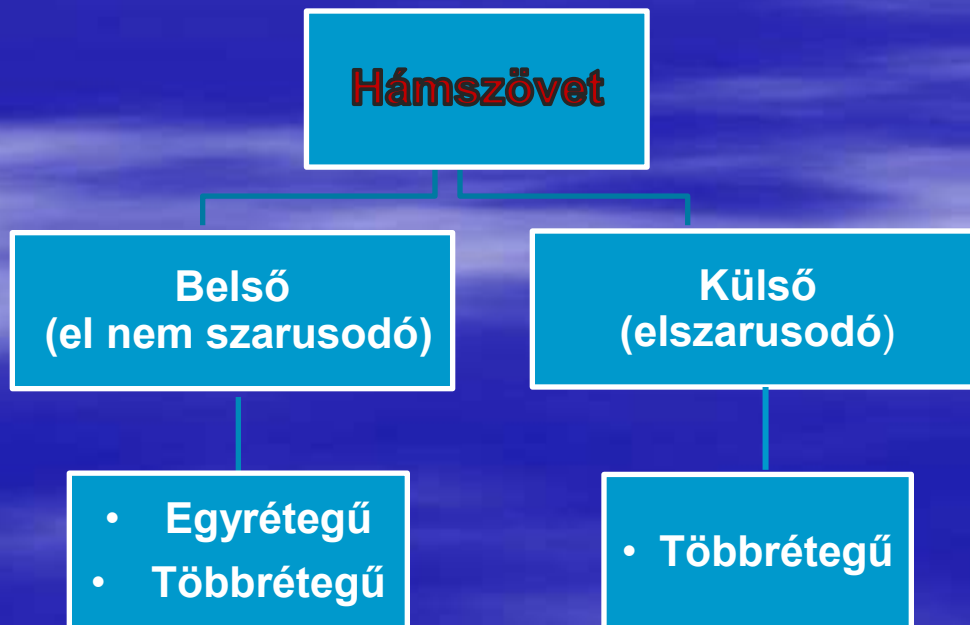 Hámszövet
Belső
(el nem szarusodó)
Külső
(elszarusodó)
• Egyrétegű
• Többrétegű
• Többrétegű